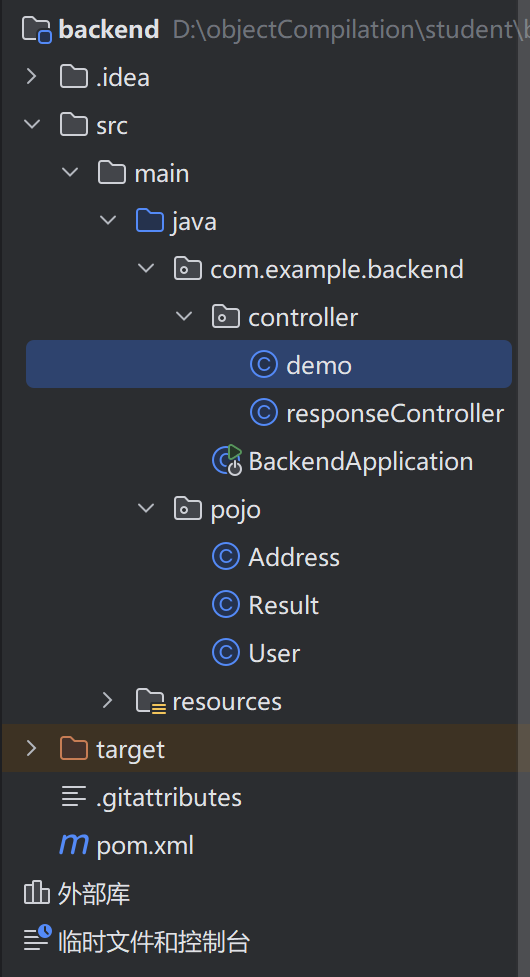 backend D:\objectCompilation\student\b
.idea
src
main
java
com.example.backend
controller
demo
responseController
BackendApplication
pojo
Address
Result
User
resources
target
.gitattributes
pom.xml
外部库
临时文件和控制台